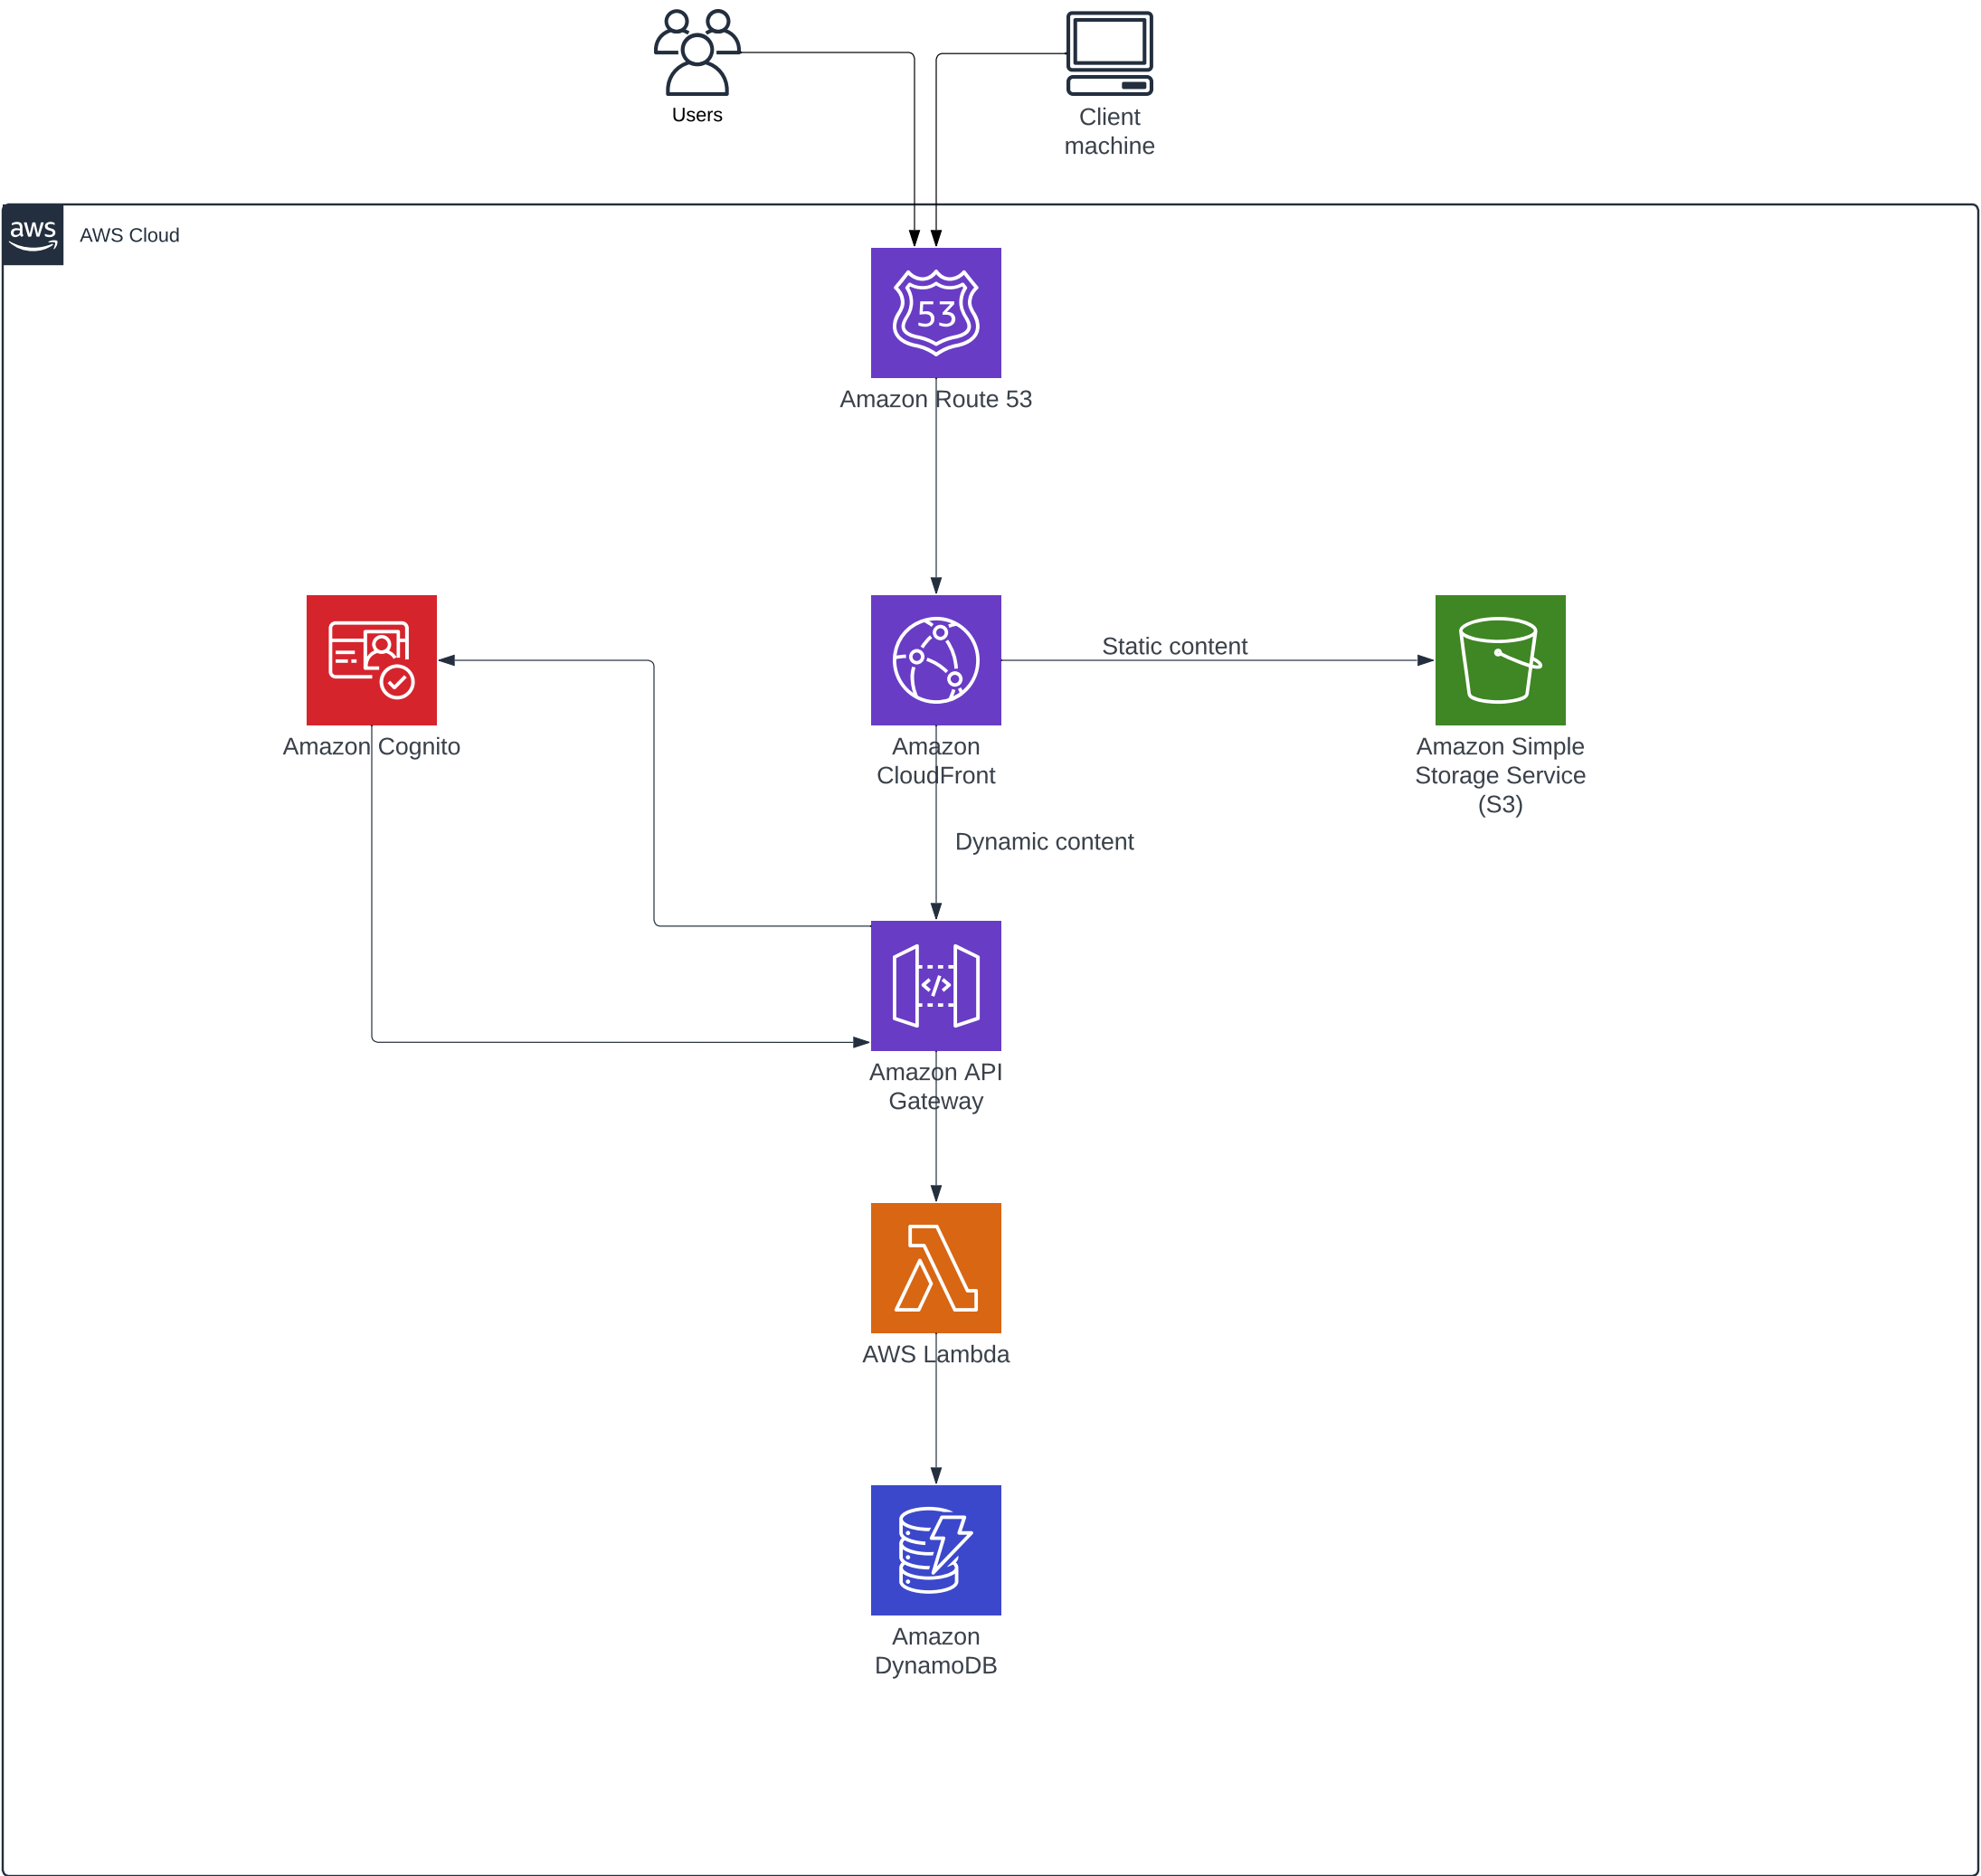 Users
Client
machine
aws
AWS Cloud
53
Amazon Route 53
Static content
Amazon Cognito
Amazon
CloudFront
Amazon Simple
Storage Service
(S3)
Dynamic content
</>
Amazon API
Gateway
AWS Lambda
Amazon
DynamoDB